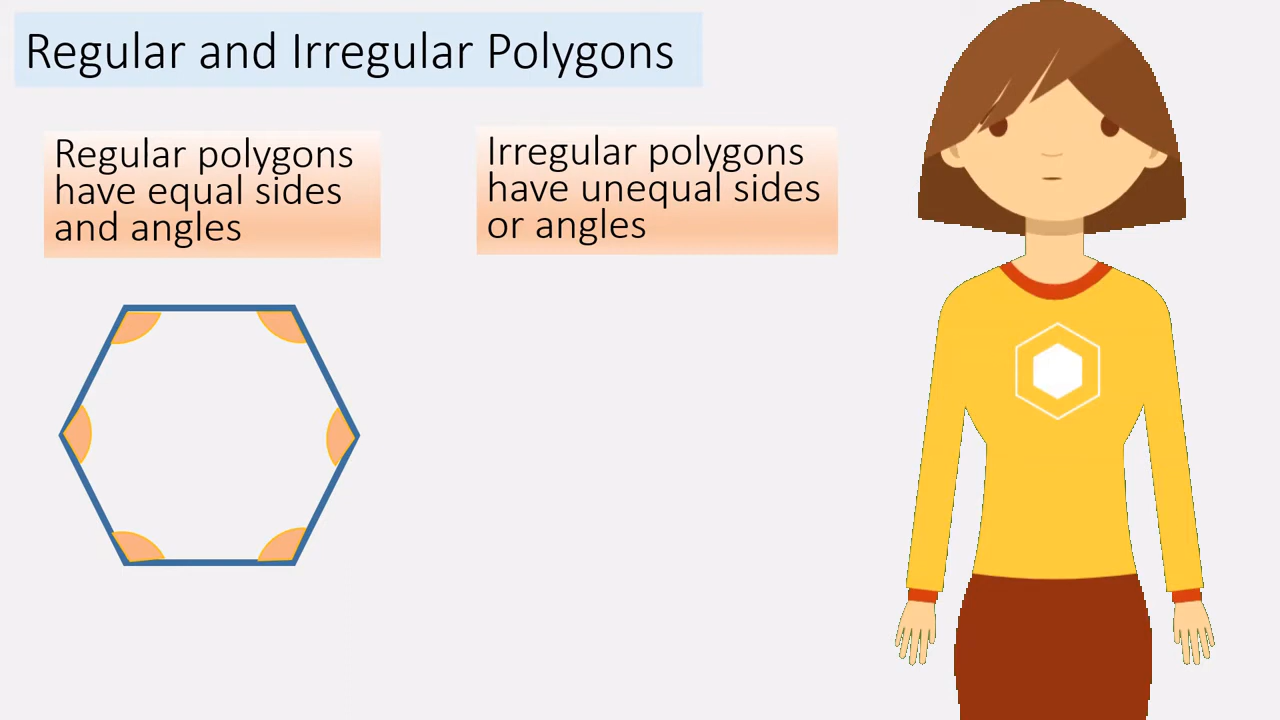 Regular and Irregular Polygons
Regular polygons
have equal sides
and angles
Irregular polygons
have unequal sides
or angles